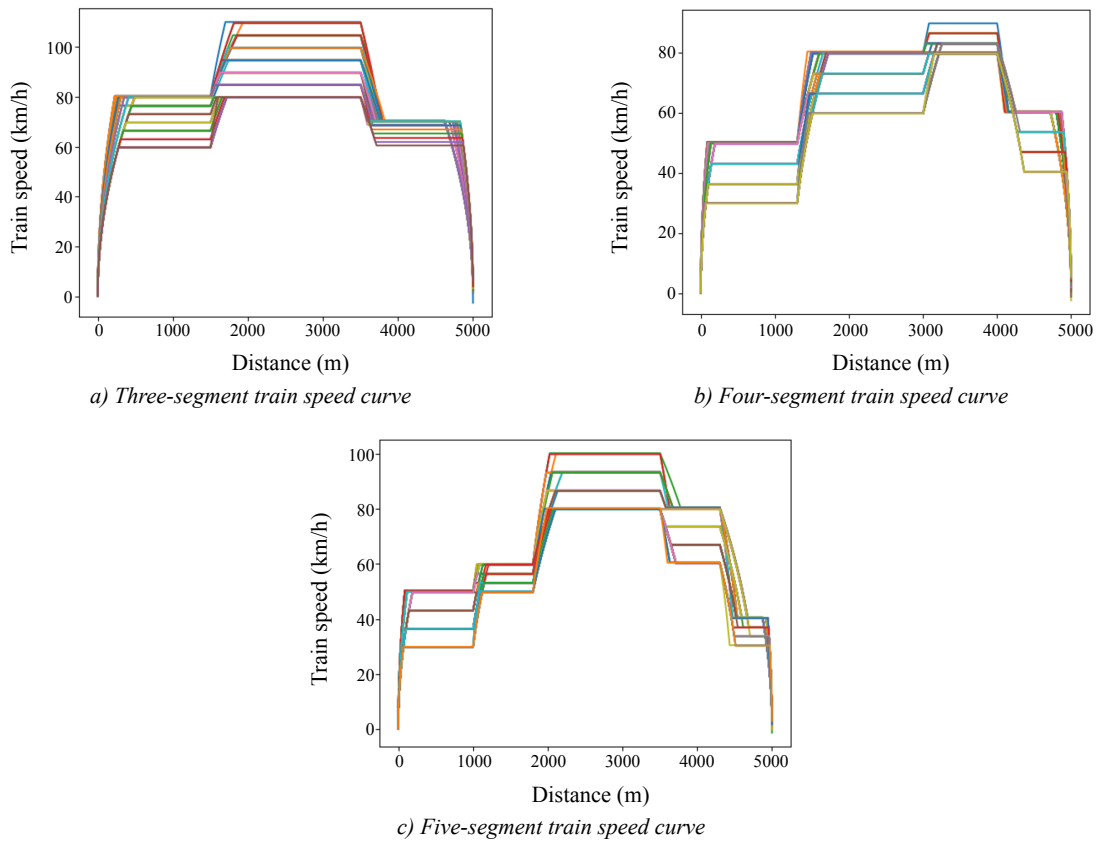 100
80
60
40
20
0
Train speed (km/h)
0 1000 2000 3000 4000 5000
Distance (m)
a) Three-segment train speed curve
80
60
40
20
0
Train speed (km/h)
0 1000 2000 3000 4000 5000
Distance (m)
b) Four-segment train speed curve
100
80
60
40
20
0
Train speed (km/h)
0 1000 2000 3000 4000 5000
Distance (m)
c) Five-segment train speed curve